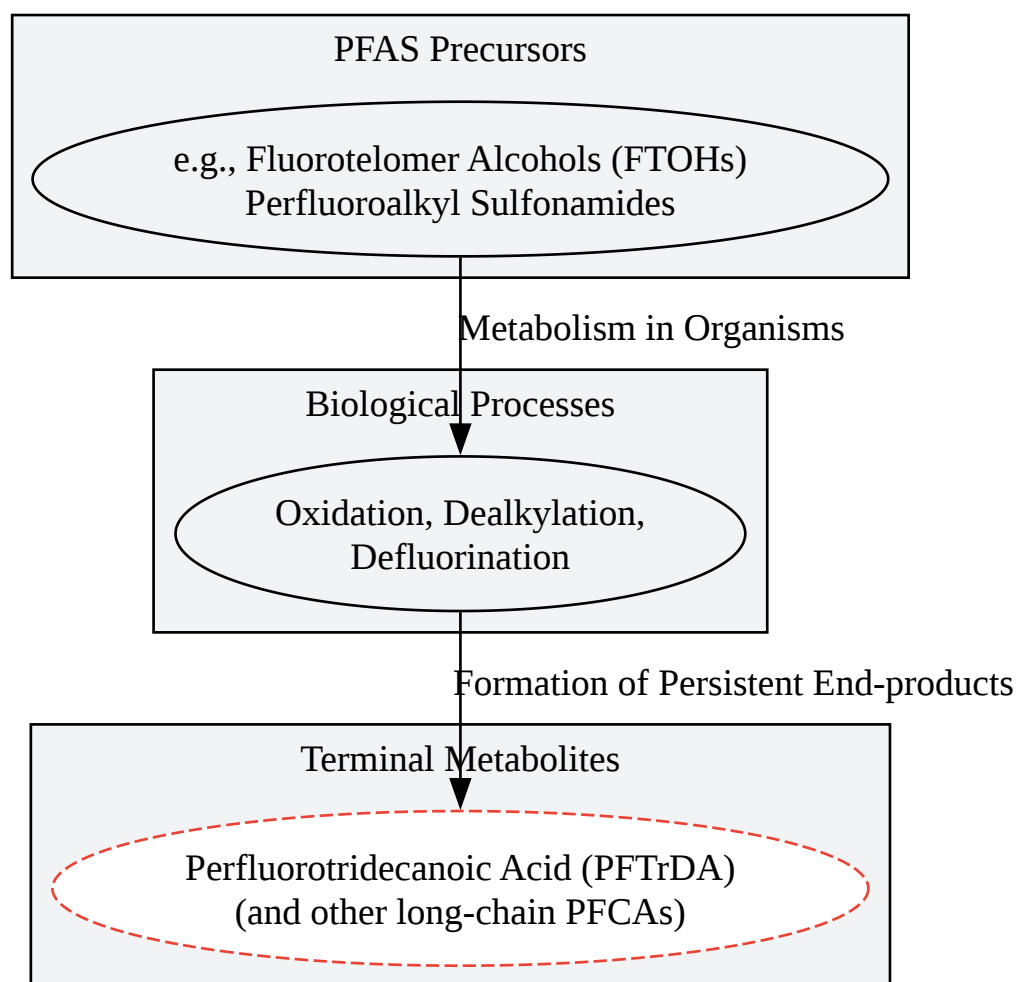 PFAS Precursors
e.g., Fluorotelomer Alcohols (FTOHs)
Perfluoroalkyl Sulfonamides
Metabolism in Organisms
Biological Processes
Oxidation, Dealkylation,
Defluorination
Formation of Persistent End-products
Terminal Metabolites
Perfluorotridecanoic Acid (PFTrDA)
(and other long-chain PFCAs)